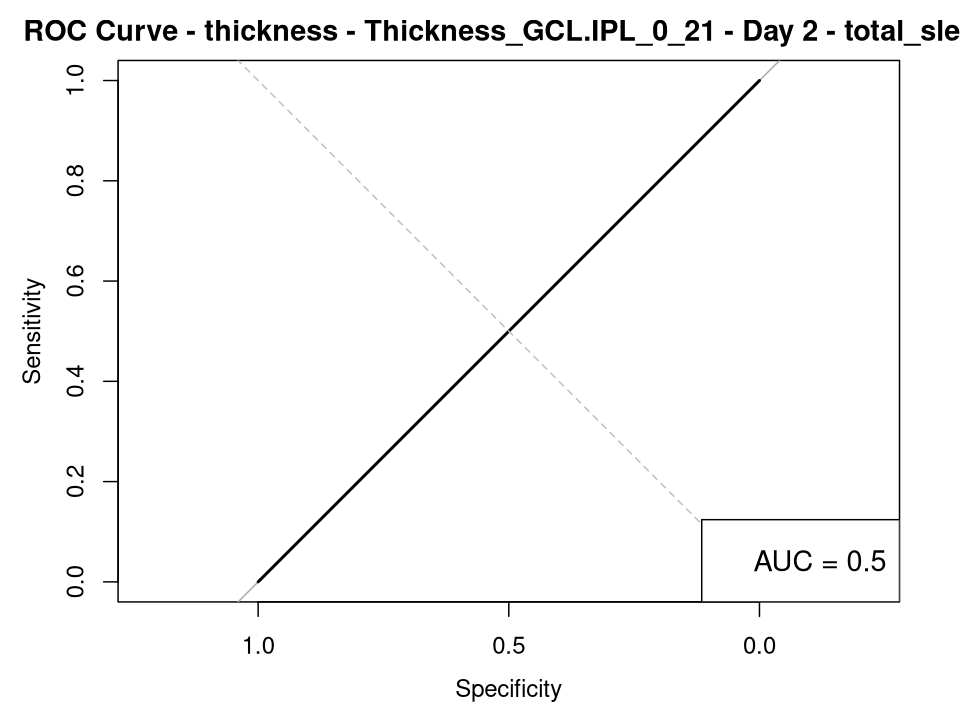 ROC Curve - thickness - Thickness_GCL.IPL_0_21 - Day 2 - total_sle
1.0
0.8
0.6
0.4
0.2
0.0
Sensitivity
AUC = 0.5
1.0 0.5 0.0
Specificity